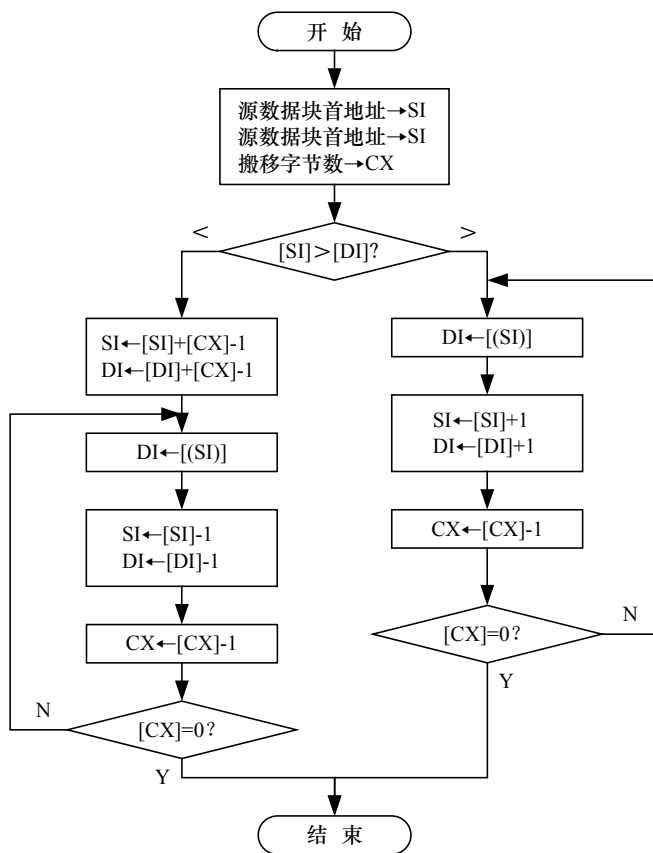 开 始
源数据块首地址→SI
源数据块首地址→SI
搬移字节数→CX
<
[SI]>[DI]?
>
SI←[SI]+[CX]-1
DI←[DI]+[CX]-1
DI←[(SI)]
SI←[SI]-1
DI←[DI]-1
CX←[CX]-1
N
[CX]=0?
Y
DI←[(SI)]
SI←[SI]+1
DI←[DI]+1
CX←[CX]-1
[CX]=0?
N
Y
结 束